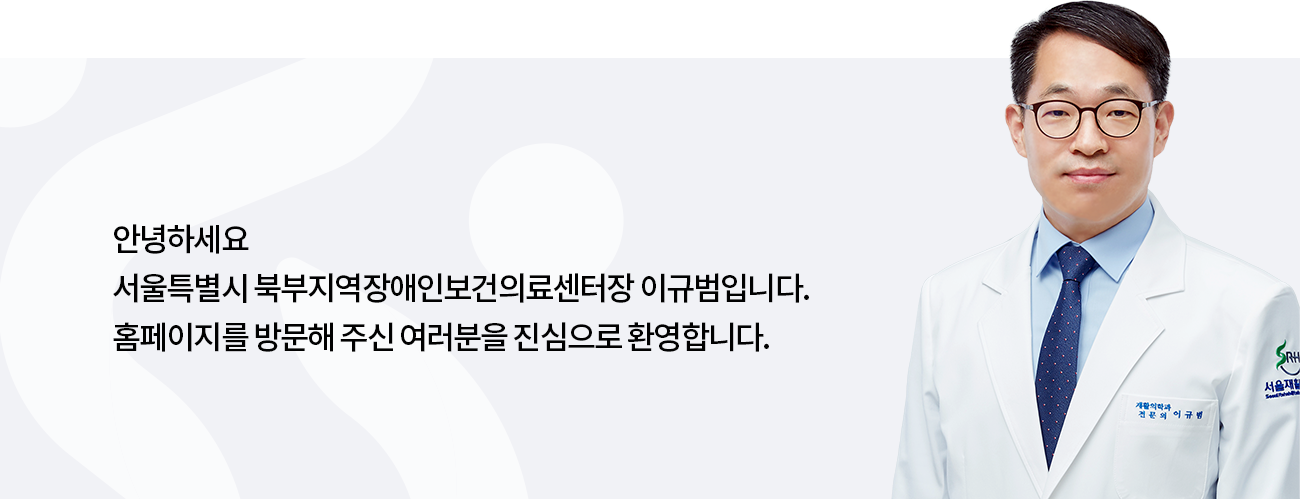 안녕하세요
서울특별시 북부지역장애인보건의료센터장 이규범입니다.
홈페이지를 방문해 주신 여러분을 진심으로 환영합니다.
재활의학과
전문의 이규범
SRH
서울재활